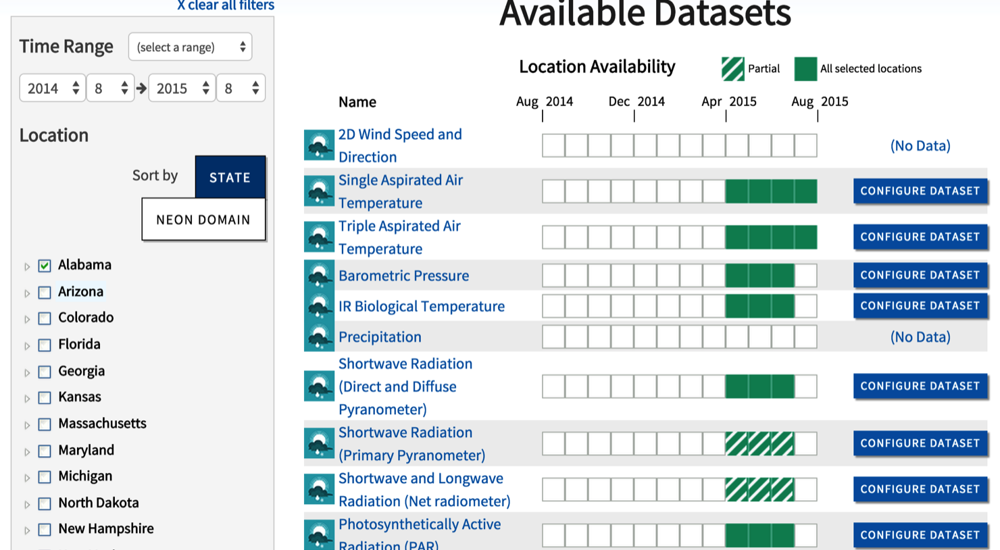 X clear all filters
Available Datasets
Time Range
(select a range)
2014
8
2015
8
Location
Sort by
STATE
NEON DOMAIN
Alabama
Arizona
Colorado
Florida
Georgia
Kansas
Massachusetts
Maryland
Michigan
North Dakota
New Hampshire
Location Availability
Partial
All selected locations
Name
Aug 2014
Dec 2014
Apr 2015
Aug 2015
2D Wind Speed and
Direction
(No Data)
Single Aspirated Air
Temperature
CONFIGURE DATASET
Triple Aspirated Air
Temperature
CONFIGURE DATASET
Barometric Pressure
CONFIGURE DATASET
IR Biological Temperature
CONFIGURE DATASET
Precipitation
(No Data)
Shortwave Radiation
(Direct and Diffuse
Pyranometer)
CONFIGURE DATASET
Shortwave Radiation
(Primary Pyranometer)
CONFIGURE DATASET
Shortwave and Longwave
Radiation (Net radiometer)
CONFIGURE DATASET
Photosynthetically Active
Radiation (PAR)
CONFIGURE DATASET